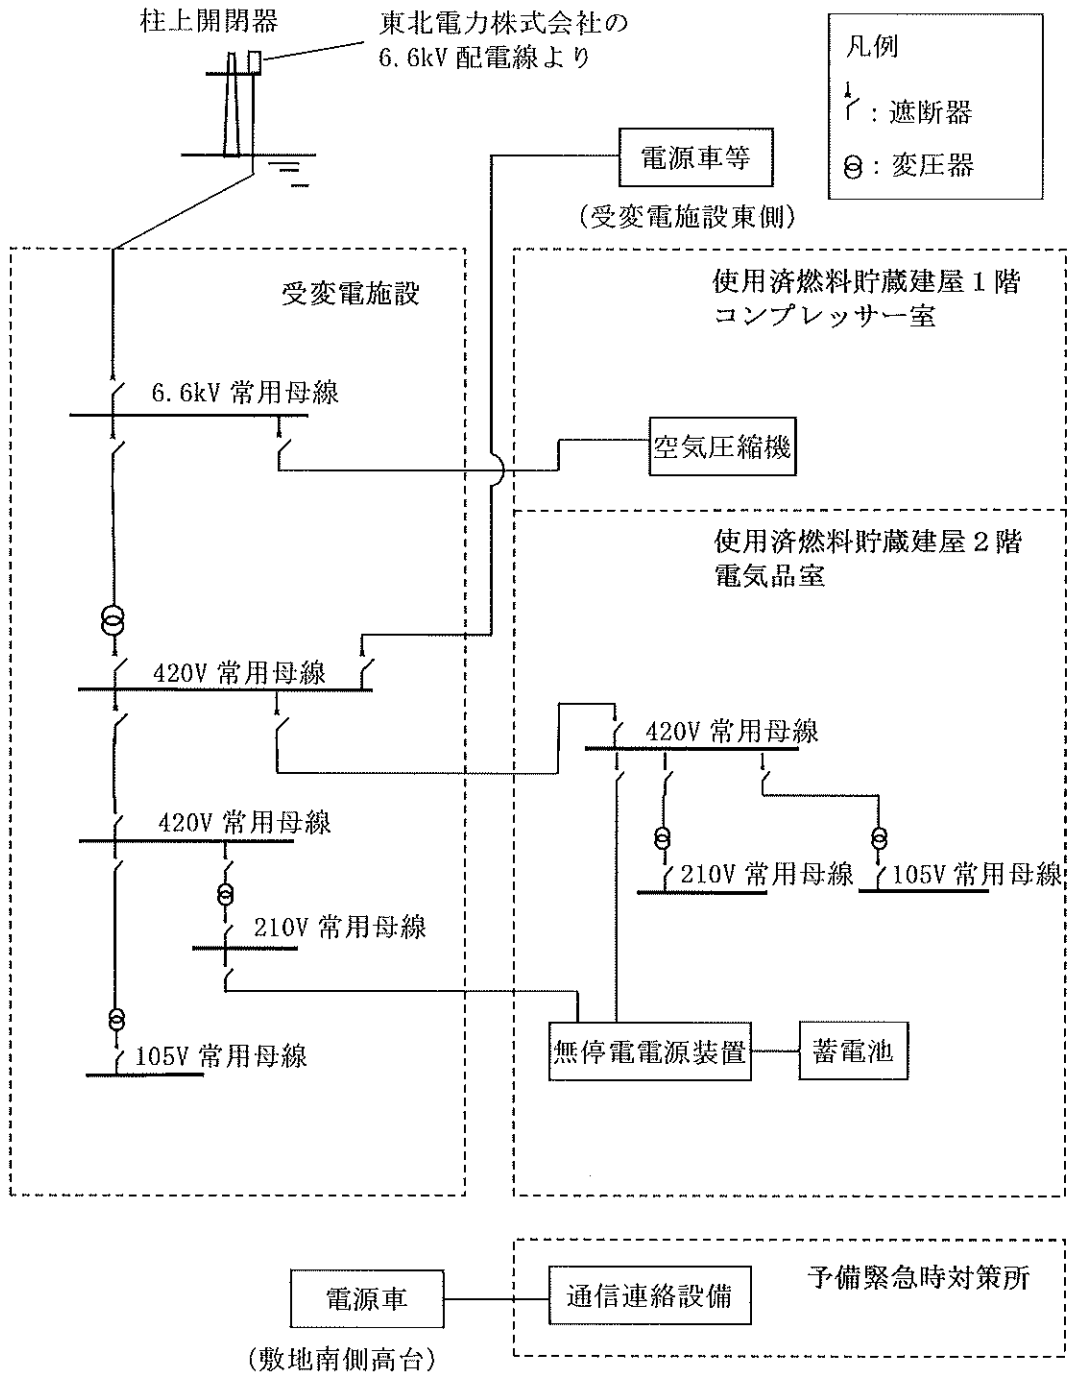 柱上開閉器
東北電力株式会社の
6.6kV 配電線より
凡例
：遮断器
：変圧器
電源車等
(受変電施設東側)
受変電施設
使用済燃料貯蔵建屋1階
コンプレッサー室
6.6kV 常用母線
空気圧縮機
使用済燃料貯蔵建屋2階
電気品室
420V 常用母線
420V 常用母線
420V 常用母線
210V 常用母線
105V 常用母線
210V 常用母線
無停電電源装置
蓄電池
105V 常用母線
予備緊急時対策所
電源車
通信連絡設備
(敷地南側高台)